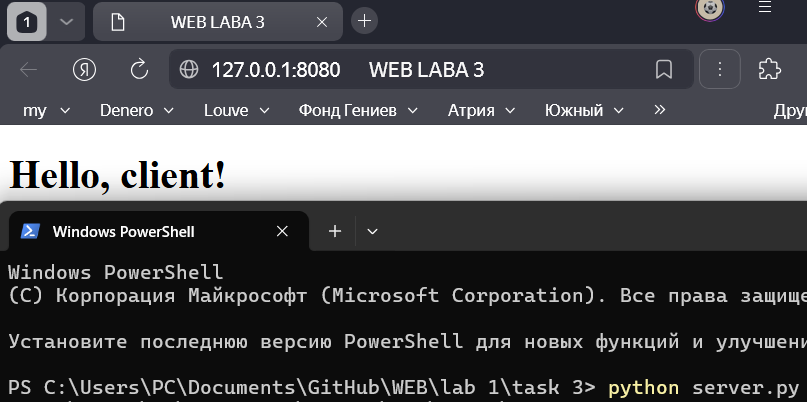 1 WEB LABA 3
Я 127.0.0.1:8080 WEB LABA 3
my Denero Louve Фонд Гениев Атрия Южный » Дру
Hello, client!
Windows PowerShell
Windows PowerShell
(C) Корпорация Майкрософт (Microsoft Corporation). Все права защище
Установите последнюю версию PowerShell для новых функций и улучшени
PS C:\Users\PC\Documents\GitHub\WEB\lab 1\task 3> python server.py